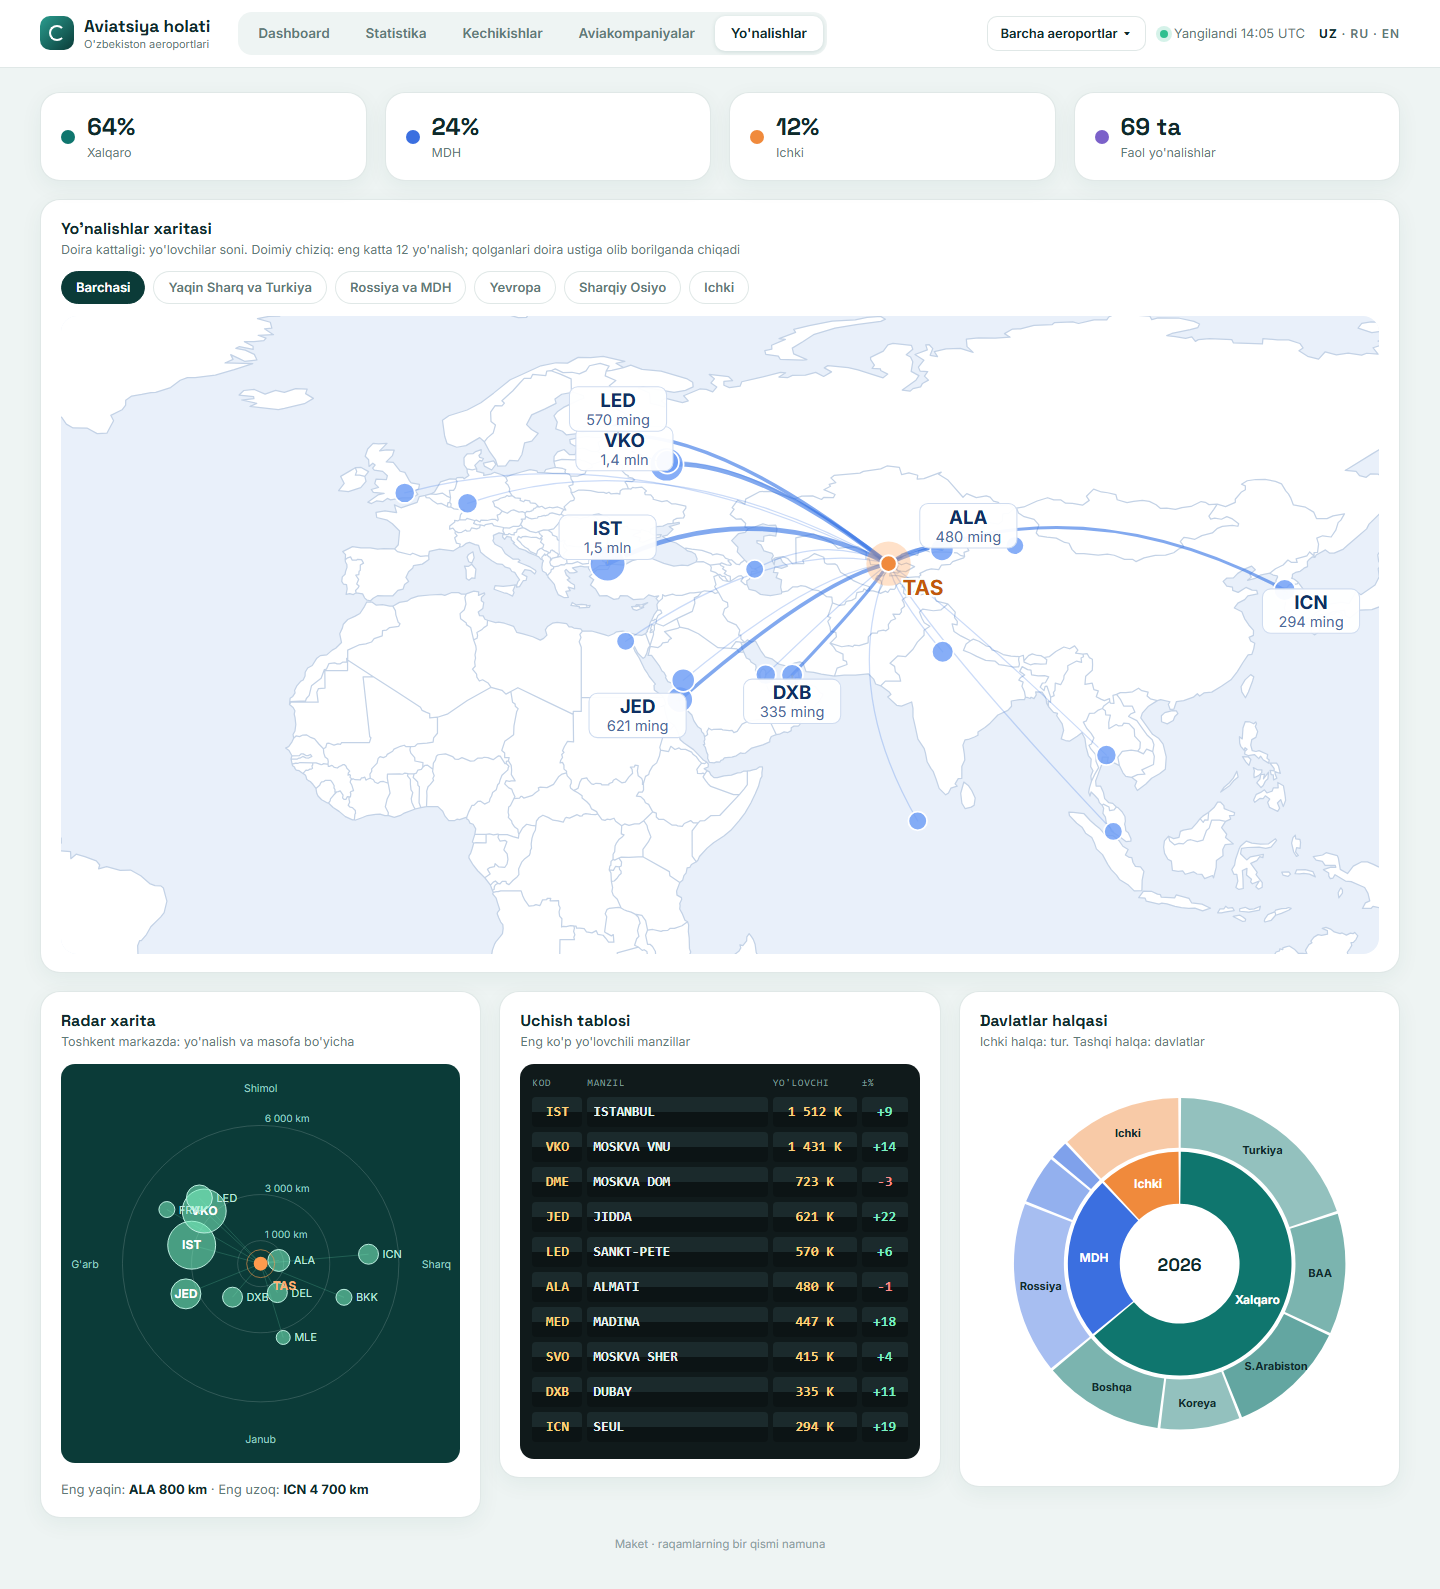 Aviatsiya holati
O'zbekiston aeroportlari
Dashboard
Statistika
Kechikishlar
Aviakompaniyalar
Yo'nalishlar
Barcha aeroportlar
Yangilandi 14:05 UTC
UZ · RU · EN
64%
Xalqaro
24%
MDH
12%
Ichki
69 ta
Faol yo'nalishlar
Yo'nalishlar xaritasi
Doira kattaligi: yo'lovchilar soni. Doimiy chiziq: eng katta 12 yo'nalish; qolganlari doira ustiga olib borilganda chiqadi
Barchasi
Yaqin Sharq va Turkiya
Rossiya va MDH
Yevropa
Sharqiy Osiyo
Ichki
LED
570 ming
VKO
1,4 mln
IST
1,5 mln
ALA
480 ming
TAS
ICN
294 ming
JED
621 ming
DXB
335 ming
Radar xarita
Toshkent markazda: yo'nalish va masofa bo'yicha
Shimol
6 000 km
3 000 km
1 000 km
LED
VKO
IST
ALA
ICN
G'arb
Sharq
TAS
JED
DXB
DEL
BKK
MLE
Janub
Eng yaqin: ALA 800 km · Eng uzoq: ICN 4 700 km
Uchish tablosi
Eng ko'p yo'lovchili manzillar
KOD MANZIL YO'LOVCHI ±%
IST ISTANBUL 1 512 K +9
VKO MOSKVA VNU 1 431 K +14
DME MOSKVA DOM 723 K -3
JED JIDDA 621 K +22
LED SANKT-PETE 570 K +6
ALA ALMATI 480 K -1
MED MADINA 447 K +18
SVO MOSKVA SHER 415 K +4
DXB DUBAY 335 K +11
ICN SEUL 294 K +19
Davlatlar halqasi
Ichki halqa: tur. Tashqi halqa: davlatlar
Ichki
Turkiya
Ichki
MDH
2026
BAA
Rossiya
Xalqaro
S.Arabiston
Boshqa
Koreya
Maket · raqamlarning bir qismi namuna